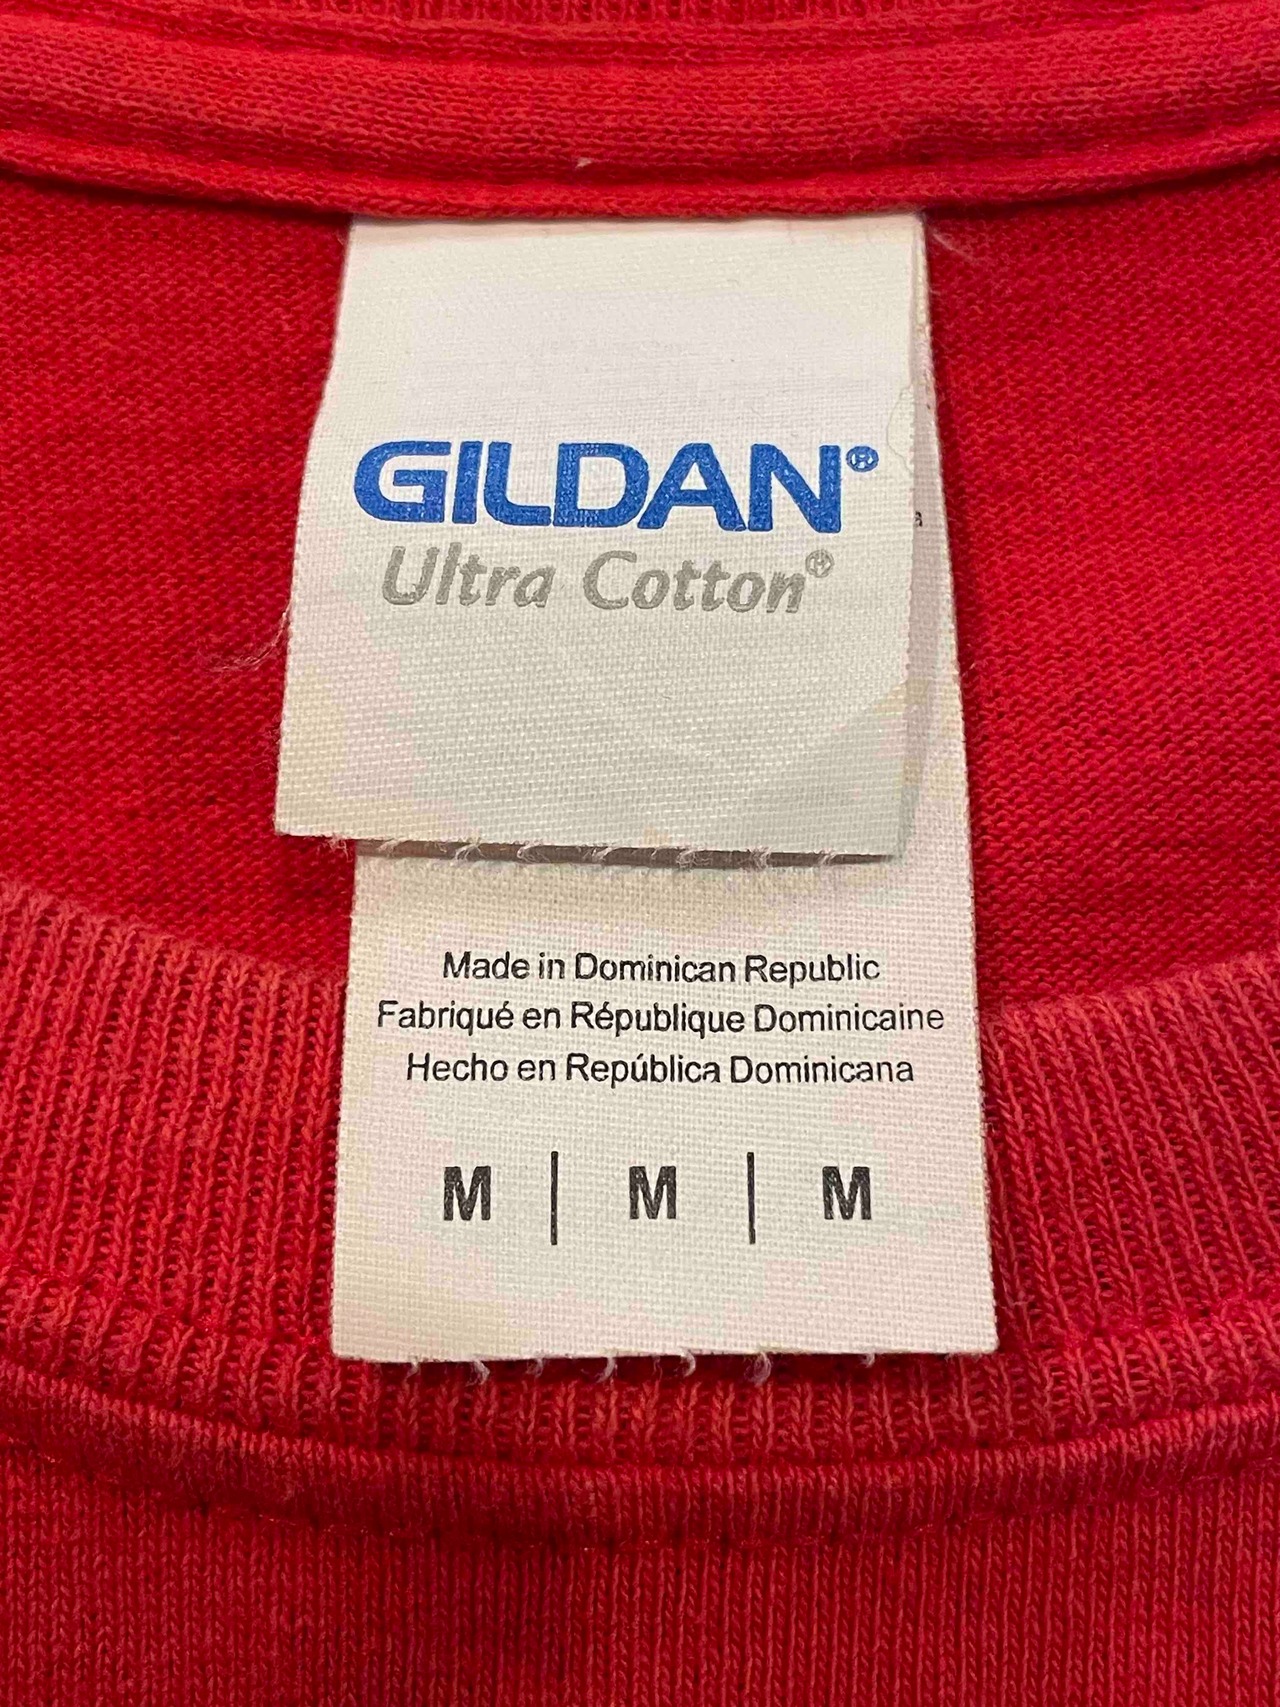 GILDAN®
Ultra Cotton®
Made in Dominican Republic
Fabriqué en République Dominicaine
Hecho en República Dominicana
M | M | M